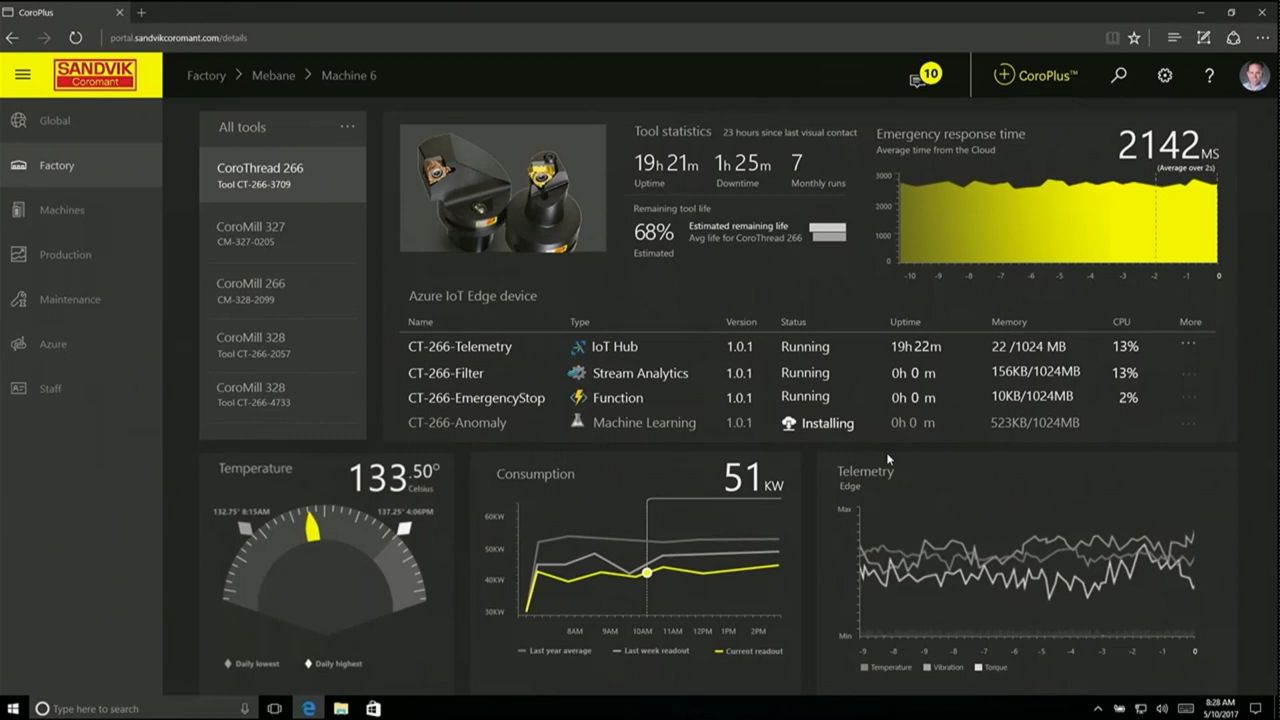 CoroPlus
portal.sandvikcoromant.com/details
SANDVIK
Coromant
Factory > Mebane > Machine 6
10
CoroPlus™
?
Global
Factory
Machines
Production
Maintenance
Azure
Staff
All tools
CoroThread 266
Tool CT-266-3709
CoroMill 327
CM-327-0205
CoroMill 266
CM-328-2099
CoroMill 328
Tool CT-266-2057
CoroMill 328
Tool CT-266-4733
Tool statistics 23 hours since last visual contact
19h 21m 1h 25m 7
Uptime Downtime Monthly runs
Remaining tool life
68% Estimated remaining life
Avg life for CoroThread 266
Estimated
Emergency response time
Average time from the Cloud
2142 MS
(Average over 2s)
3000
2000
1000
0
-10 -9 -8 -7 -6 -5 -4 -3 -2 -1 0
Azure IoT Edge device
Name Type Version Status Uptime Memory CPU More
CT-266-Telemetry IoT Hub 1.0.1 Running 19h 22m 22 /1024 MB 13% ...
CT-266-Filter Stream Analytics 1.0.1 Running 0h 0 m 156KB/1024MB 13% ...
CT-266-EmergencyStop Function 1.0.1 Running 0h 0 m 10KB/1024MB 2% ...
CT-266-Anomaly Machine Learning 1.0.1 Installing 0h 0 m 523KB/1024MB ...
Temperature
133.50°
Celsius
132.75° 8:15AM 137.25° 4:06PM
Daily lowest Daily highest
Consumption
51 KW
60KW
50KW
40KW
30KW
8AM 9AM 10AM 11AM 12PM 1PM 2PM
Last year average Last week readout Current readout
Telemetry
Edge
Max
Min
-9 -8 -7 -8 -5 -4 -3 -2 -1 0
Temperature Vibration Torque
Type here to search
8:28 AM
5/10/2017